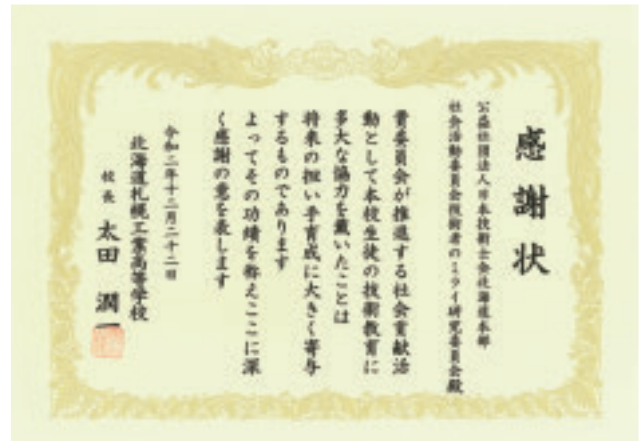 感謝状
公益社団法人日本技術士会北海道本部
社会活動委員会技術者のミライ研究委員会殿
貴委員会が推進する社会貢献活
動として本校生徒の技術教育に
多大な協力を戴いたことは
将来の担い手育成に大きく寄与
するものであります
よってその功績を称えここに深
く感謝の意を表します
令和二年十二月二十二日
北海道札幌工業高等学校
校長 太田 潤一